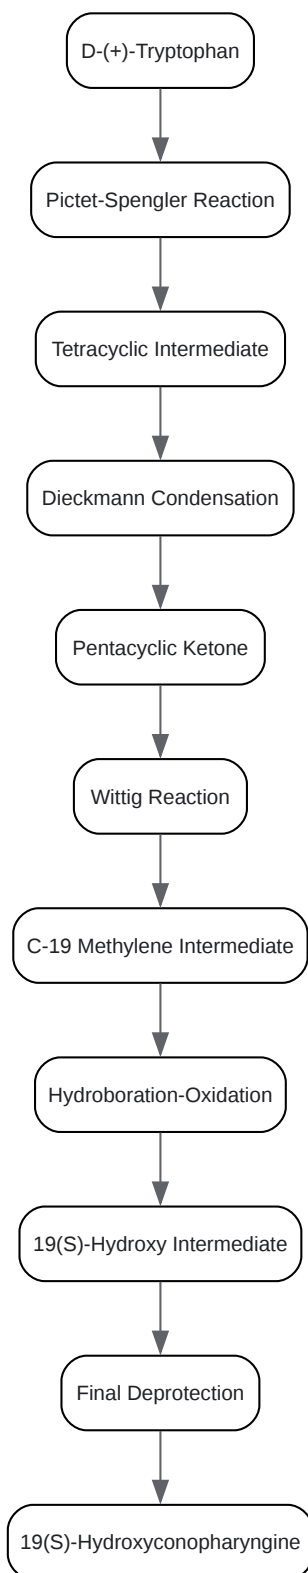 D-(+)-Tryptophan
Pictet-Spengler Reaction
Tetracyclic Intermediate
Dieckmann Condensation
Pentacyclic Ketone
Wittig Reaction
C-19 Methylene Intermediate
Hydroboration-Oxidation
19(S)-Hydroxy Intermediate
Final Deprotection
19(S)-Hydroxyconopharyngine